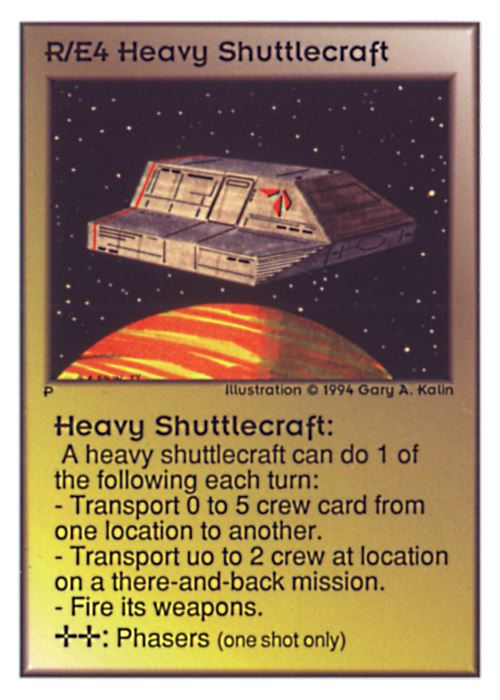 R/E4 Heavy Shuttlecraft
P
Illustration © 1994 Gary A. Kalin
Heavy Shuttlecraft:
A heavy shuttlecraft can do 1 of
the following each turn:
- Transport 0 to 5 crew card from
one location to another.
- Transport uo to 2 crew at location
on a there-and-back mission.
- Fire its weapons.
✢✢: Phasers (one shot only)